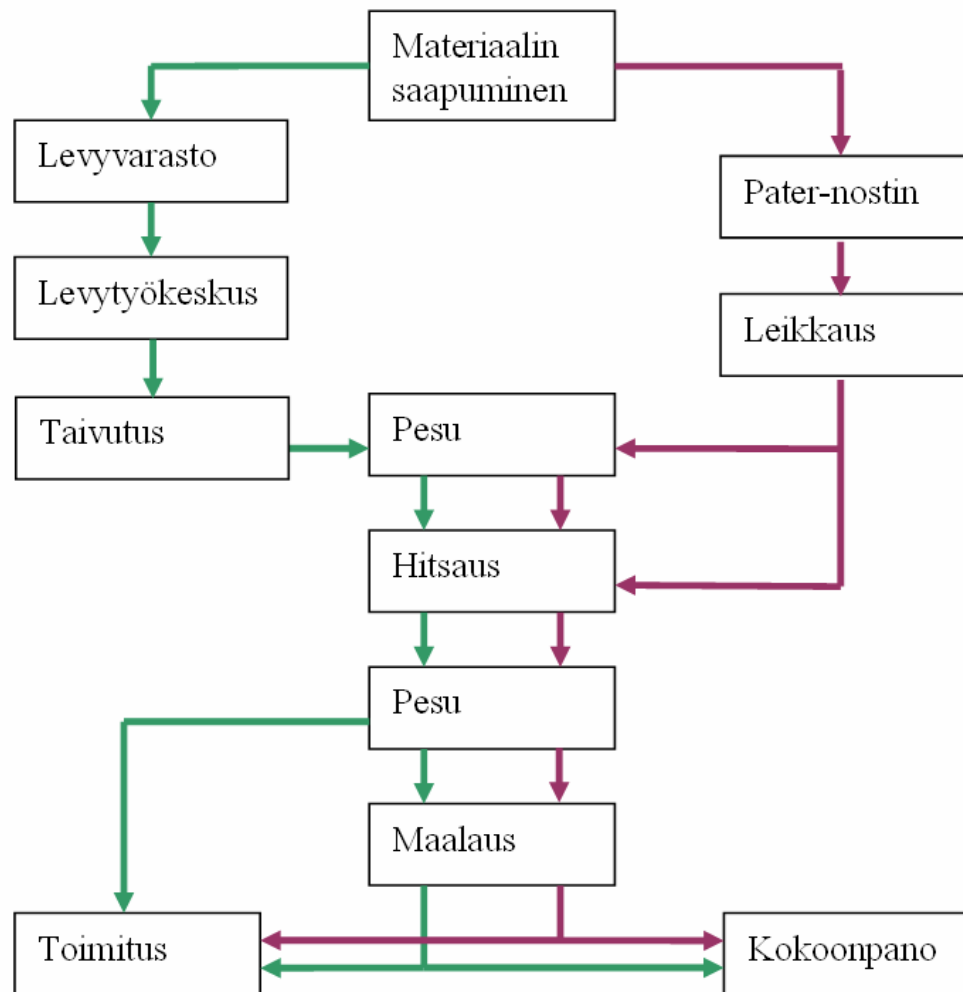 Materiaalin
saapuminen
Levyvarasto
Pater-nostin
Levytyökeskus
Leikkaus
Taivutus
Pesu
Hitsaus
Pesu
Maalaus
Toimitus
Kokoonpano